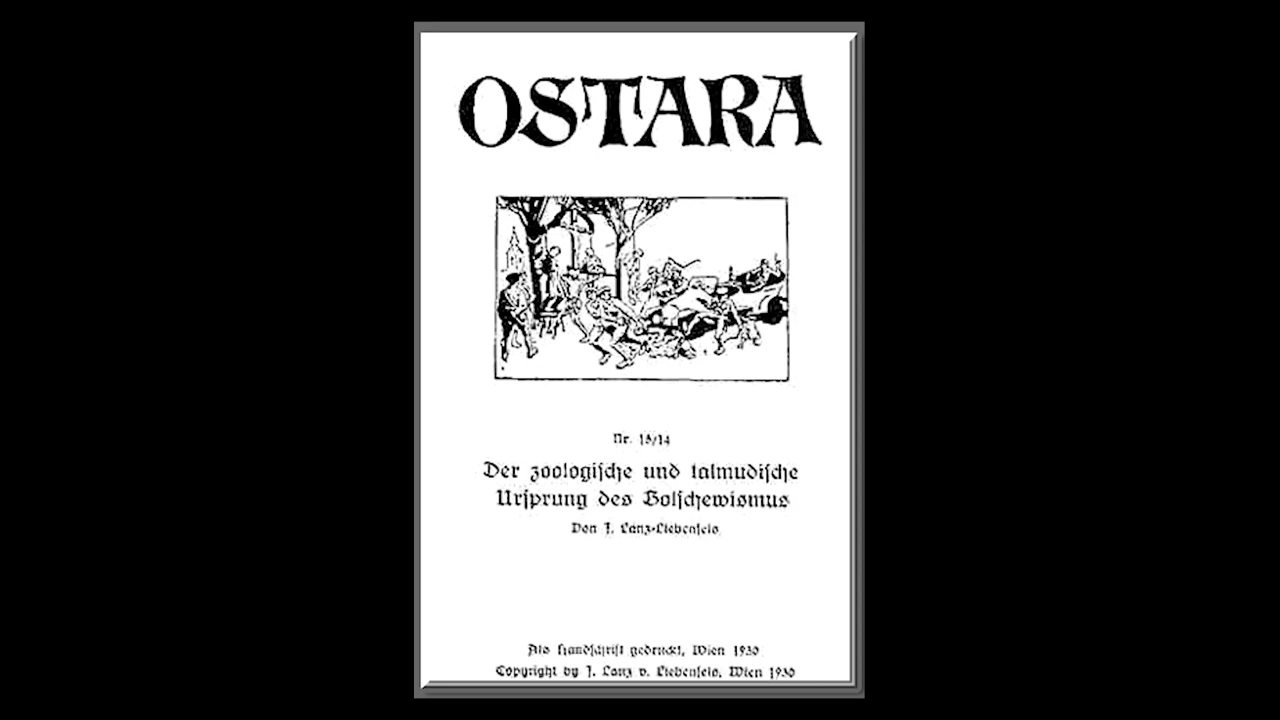 OSTARA
Nr. 13/14
Der zoologische und talmudische
Ursprung des Bolschewismus
Von J. Lanz-Liebenfels
Als Handschrift gedruckt, Wien 1930
Copyright by J. Lanz v. Liebenfels, Wien 1930